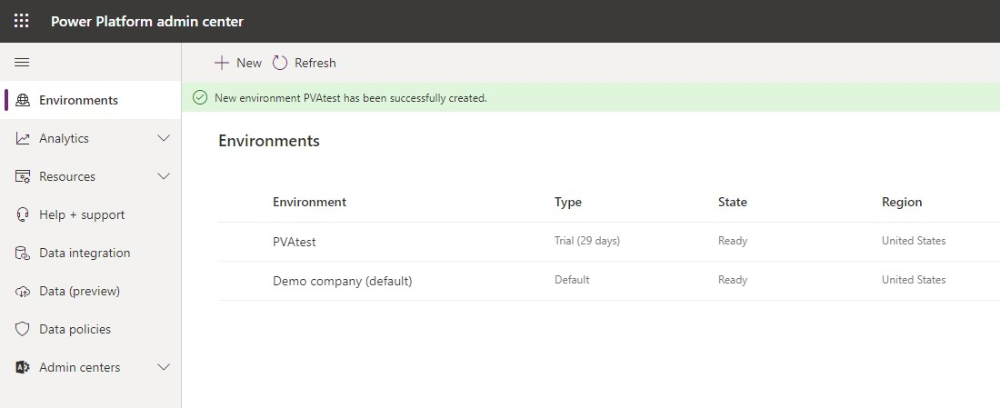 Power Platform admin center
New Refresh
New environment PVAtest has been successfully created.
Environments
Analytics
Resources
Help + support
Data integration
Data (preview)
Data policies
Admin centers
Environments
Environment Type State Region
PVAtest Trial (29 days) Ready United States
Demo company (default) Default Ready United States